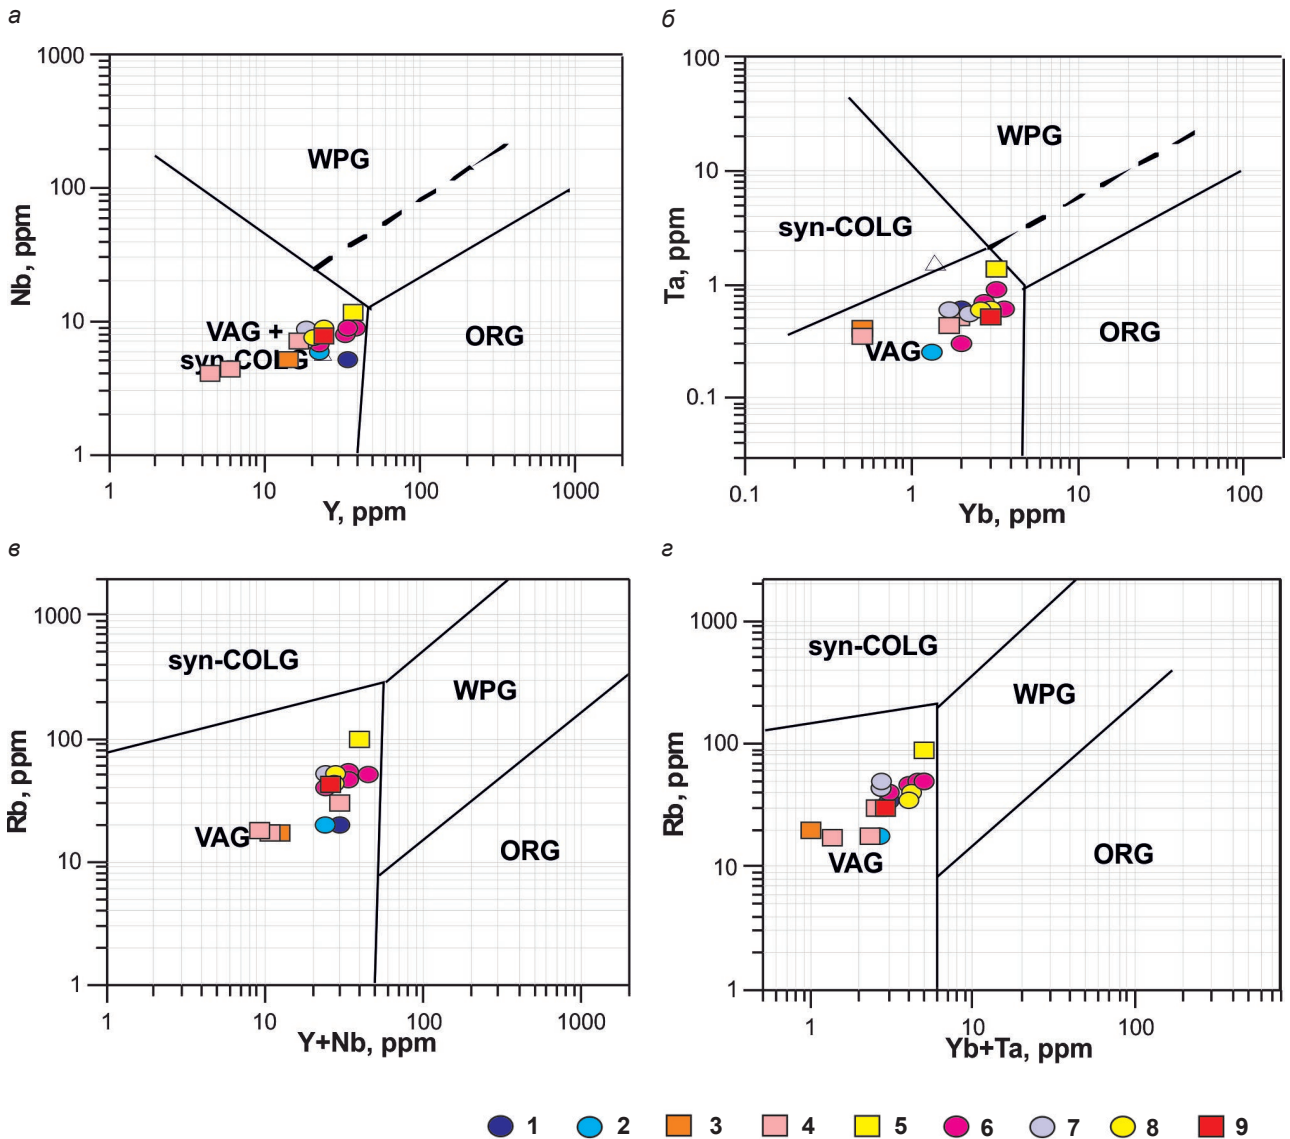 а
1000
100
10
1
Nb, ppm
WPG
VAG +
syn-COLG
ORG
1 10 100 1000
Y, ppm
б
100
10
1
0.1
Ta, ppm
WPG
syn-COLG
VAG
ORG
0.1 1 10 100
Yb, ppm
в
1000
100
10
1
Rb, ppm
syn-COLG
WPG
VAG
ORG
1 10 100 1000
Y+Nb, ppm
г
1000
100
10
1
Rb, ppm
syn-COLG
WPG
VAG
ORG
1 10 100
Yb+Ta, ppm
1 2 3 4 5 6 7 8 9